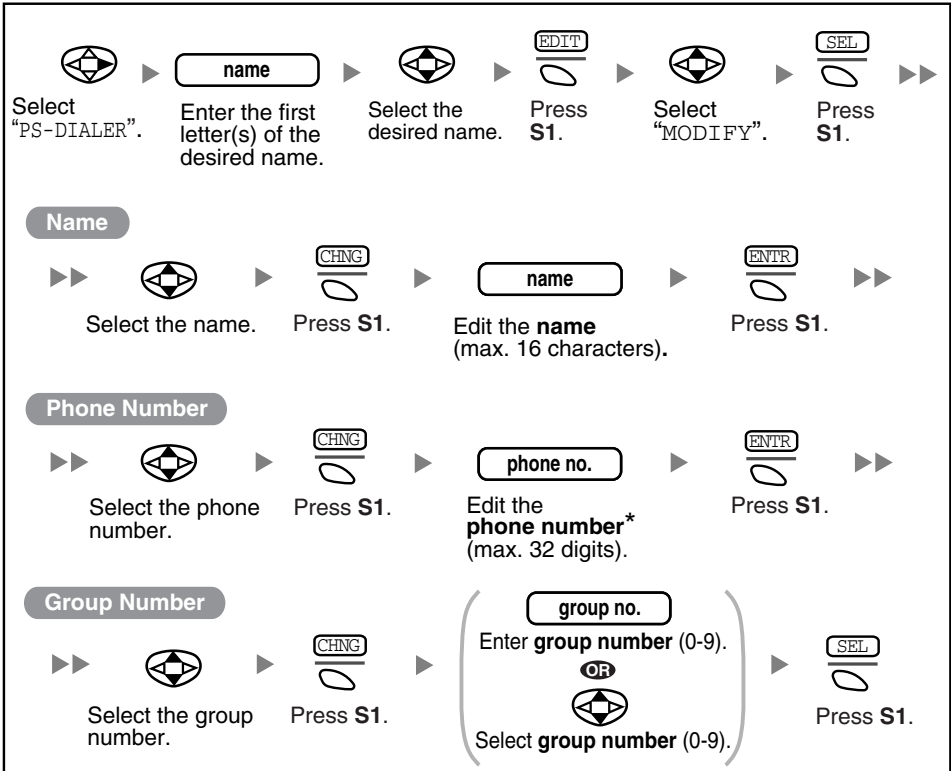 EDIT
SEL
name
Select
"PS-DIALER".
Enter the first
letter(s) of the
desired name.
Select the
desired name.
Press
S1.
Select
"MODIFY".
Press
S1.
Name
CHNG
ENTR
name
Select the name.
Press S1.
Edit the name
(max. 16 characters).
Press S1.
Phone Number
CHNG
ENTR
phone no.
Select the phone
number.
Press S1.
Edit the
phone number*
(max. 32 digits).
Press S1.
Group Number
group no.
CHNG
Enter group number (0-9).
SEL
OR
Select the group
number.
Press S1.
Select group number (0-9).
Press S1.